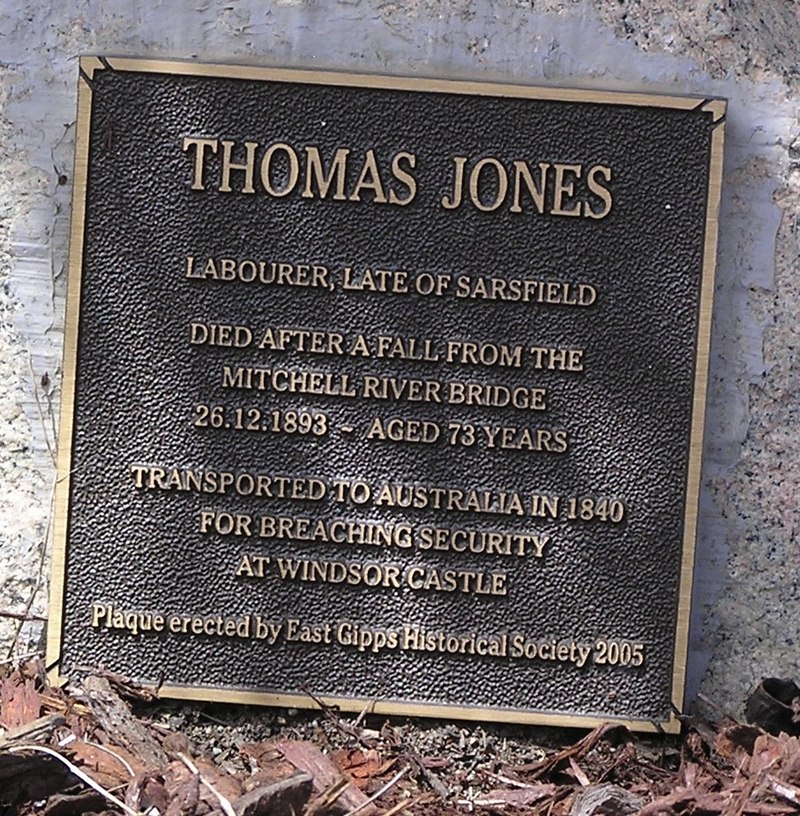 THOMAS JONES
LABOURER, LATE OF SARSFIELD
DIED AFTER A FALL FROM THE
MITCHELL RIVER BRIDGE
26.12.1893 - AGED 73 YEARS
TRANSPORTED TO AUSTRALIA IN 1840
FOR BREACHING SECURITY
AT WINDSOR CASTLE
Plaque erected by East Gipps Historical Society 2005